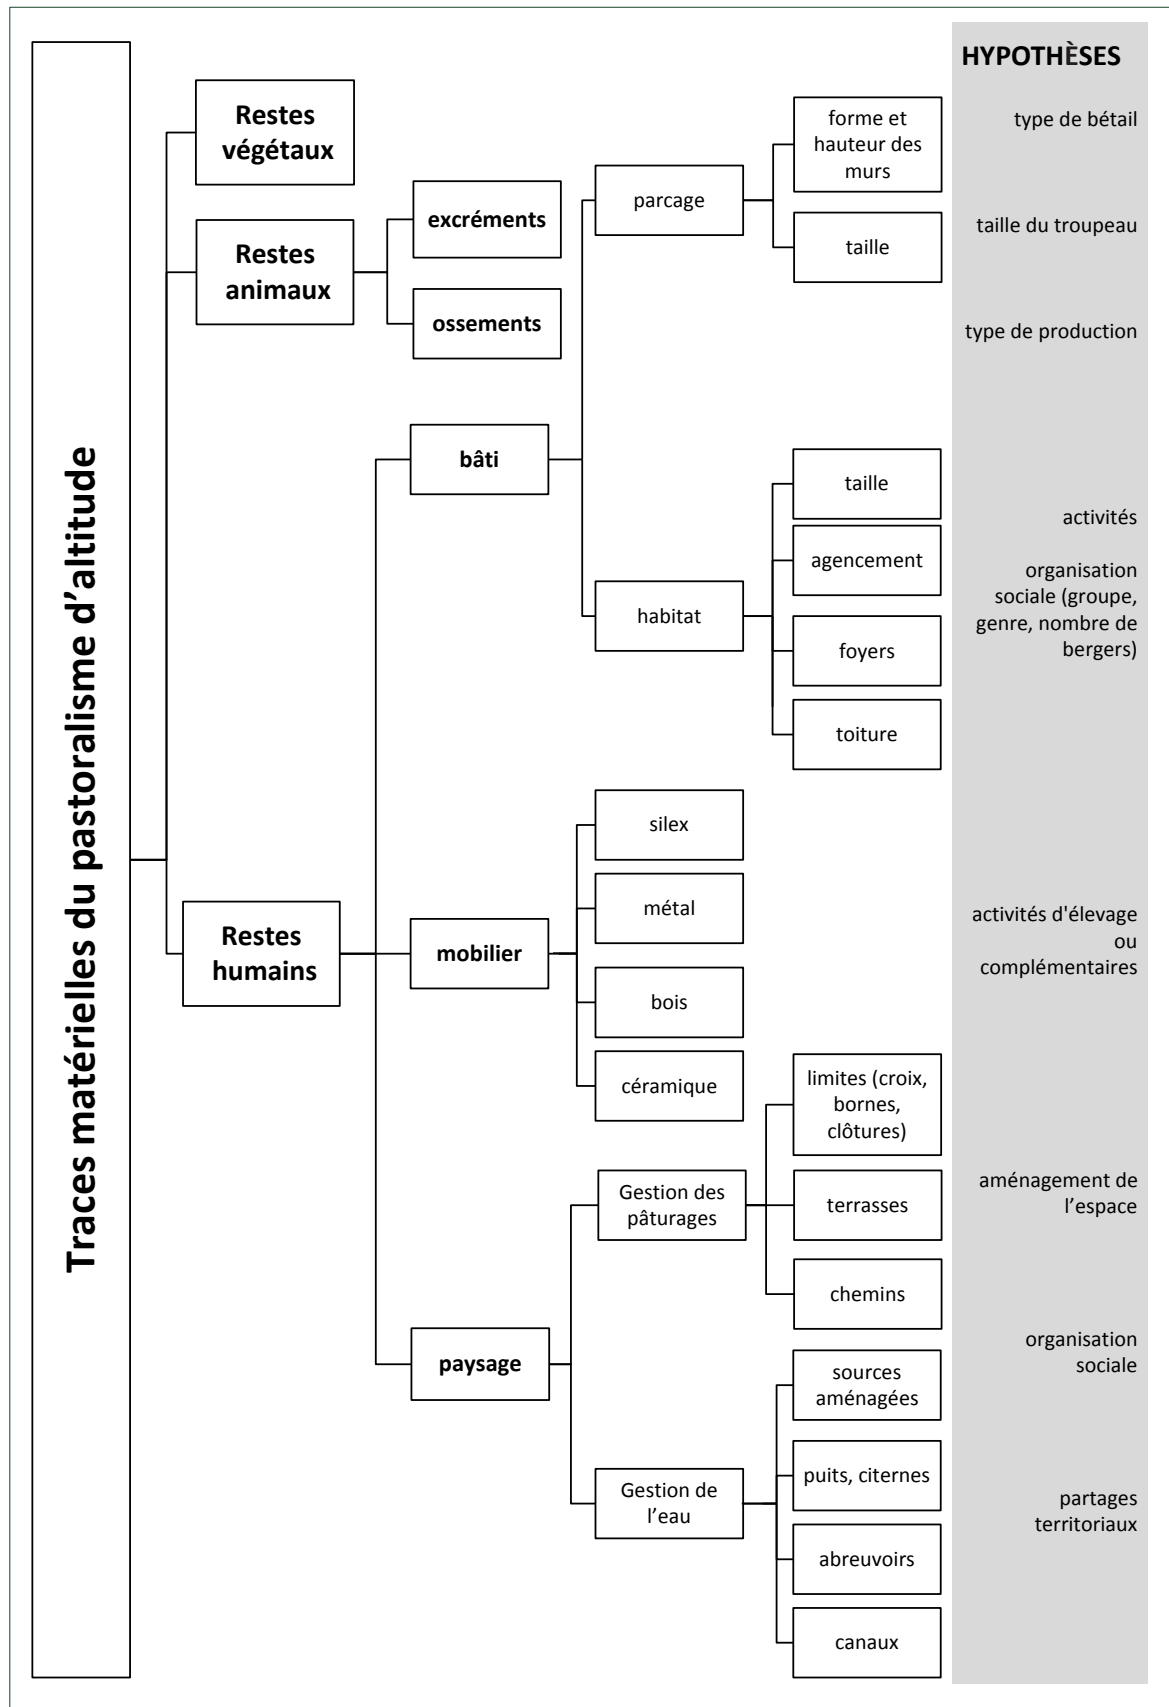 Traces matérielles du pastoralisme d’altitude
Restes
végétaux
Restes
animaux
excréments
ossements
Restes
humains
bâti
parcage
forme et
hauteur des
murs
taille
habitat
taille
agencement
foyers
toiture
mobilier
silex
métal
bois
céramique
paysage
Gestion des
pâturages
limites (croix,
bornes,
clôtures)
terrasses
chemins
Gestion de
l’eau
sources
aménagées
puits, citernes
abreuvoirs
canaux
HYPOTHÈSES
type de bétail
taille du troupeau
type de production
activités
organisation
sociale (groupe,
genre, nombre de
bergers)
activités d'élevage
ou
complémentaires
aménagement de
l’espace
organisation
sociale
partages
territoriaux